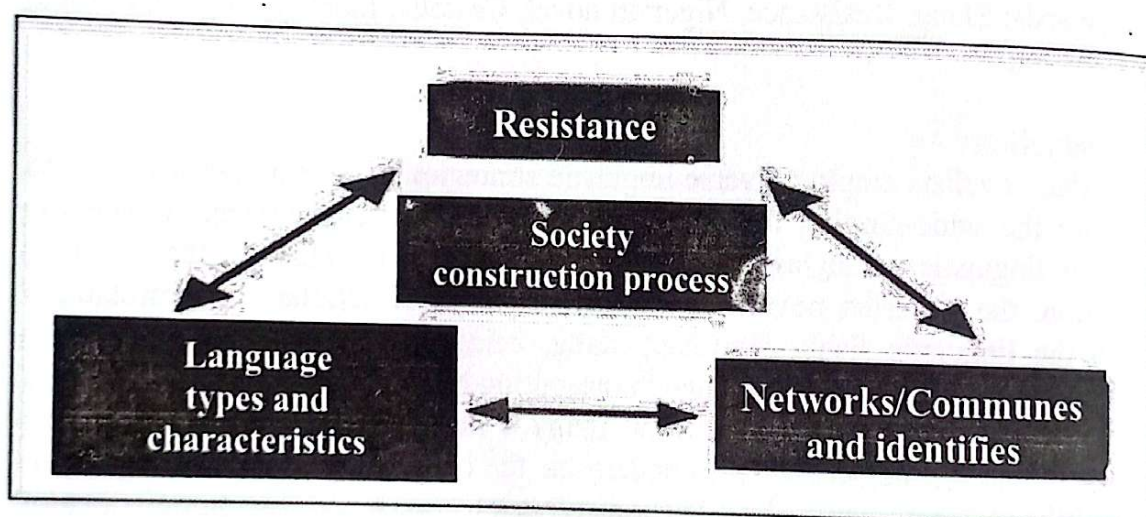 Resistance
Society
construction process
Language
types and
characteristics
Networks/Communes
and identifies